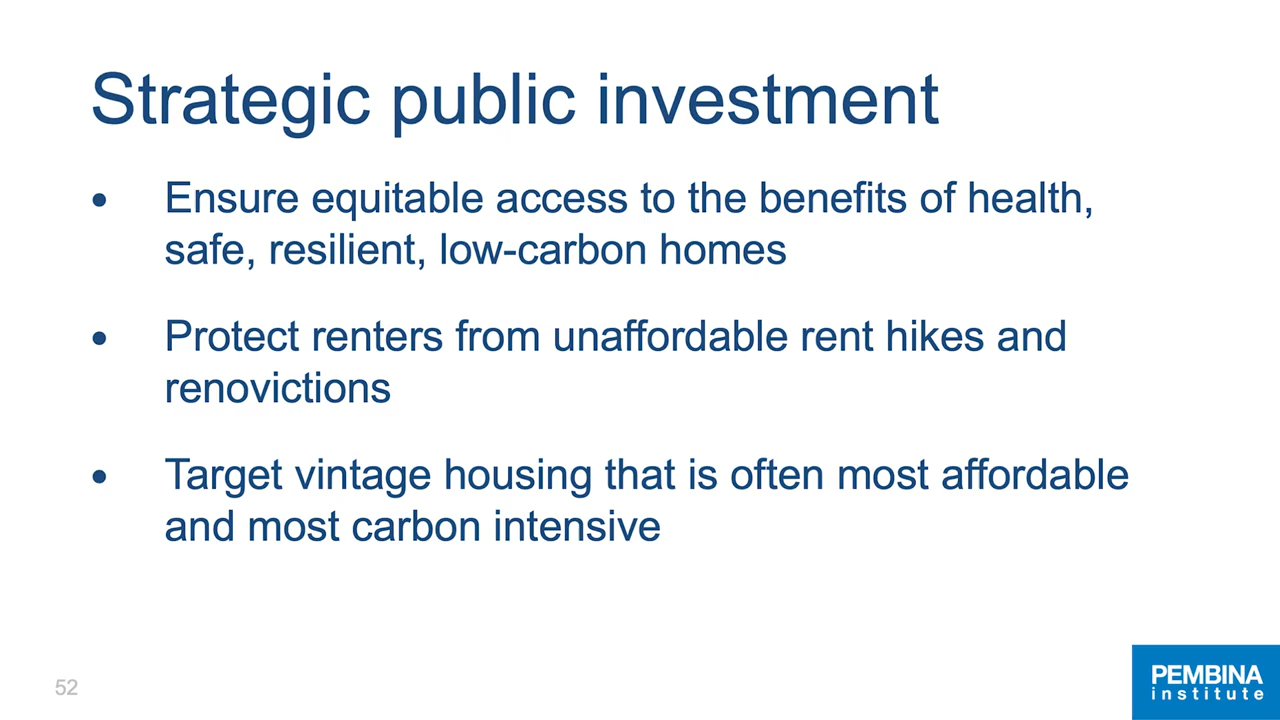 Strategic public investment
• Ensure equitable access to the benefits of health,
safe, resilient, low-carbon homes
• Protect renters from unaffordable rent hikes and
renovictions
• Target vintage housing that is often most affordable
and most carbon intensive
52
PEMBINA
institute